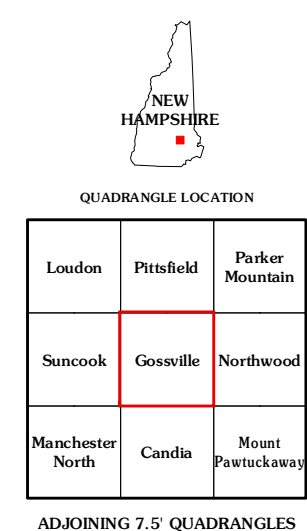 NEW
HAMPSHIRE
QUADRANGLE LOCATION
Loudon Pittsfield Parker
Mountain
Suncook Gossville Northwood
Manchester
North Candia Mount
Pawtuckaway
ADJOINING 7.5' QUADRANGLES